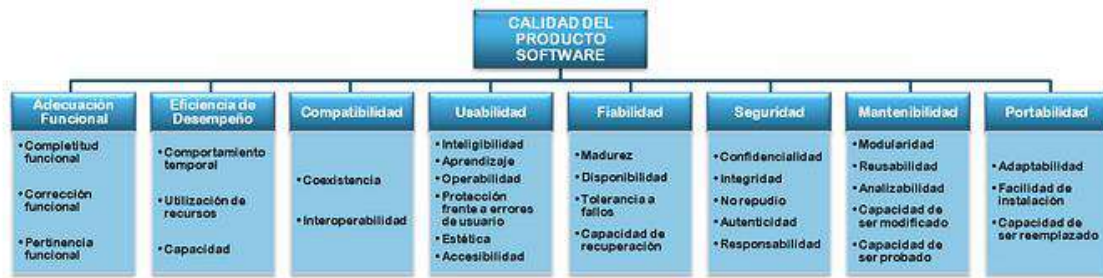 CALIDAD DEL
PRODUCTO
SOFTWARE
Adecuación
Funcional
• Completitud
funcional
• Corrección
funcional
• Pertinencia
funcional
Eficiencia de
Desempeño
• Comportamiento
temporal
• Utilización de
recursos
• Capacidad
Compatibilidad
• Coexistencia
• Interoperabilidad
Usabilidad
• Inteligibilidad
• Aprendizaje
• Operabilidad
• Protección
frente a errores
de usuario
• Estética
• Accesibilidad
Fiabilidad
• Madurez
• Disponibilidad
• Tolerancia a
fallos
• Capacidad de
recuperación
Seguridad
• Confidencialidad
• Integridad
• No repudio
• Autenticidad
• Responsabilidad
Mantenibilidad
• Modularidad
• Reusabilidad
• Analizabilidad
• Capacidad de
ser modificado
• Capacidad de
ser probado
Portabilidad
• Adaptabilidad
• Facilidad de
instalación
• Capacidad de
ser reemplazado